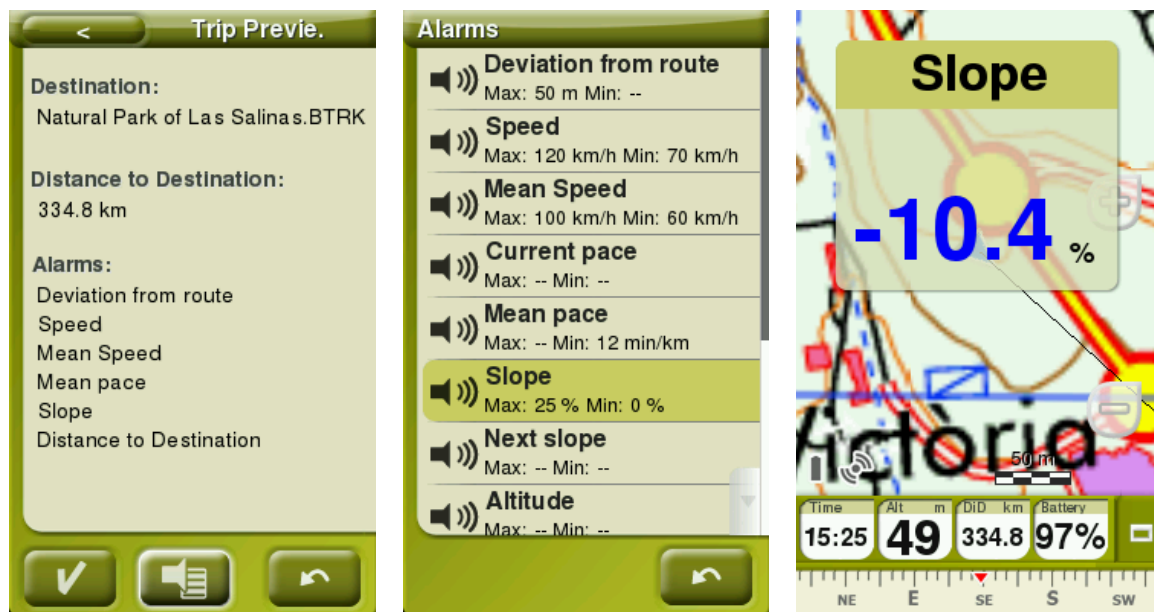 <
Trip Previe.
Destination:
Natural Park of Las Salinas.BTRK
Distance to Destination:
334.8 km
Alarms:
Deviation from route
Speed
Mean Speed
Mean pace
Slope
Distance to Destination
Alarms
Deviation from route
Max: 50 m Min: --
Speed
Max: 120 km/h Min: 70 km/h
Mean Speed
Max: 100 km/h Min: 60 km/h
Current pace
Max: -- Min: --
Mean pace
Max: -- Min: 12 min/km
Slope
Max: 25 % Min: 0 %
Next slope
Max: -- Min: --
Altitude
Max: -- Min: --
Slope
-10.4 %
Victòria
50 m
Time
15:25
Alt m
49
DiD km
334.8
Battery
97%
NE E SE S SW